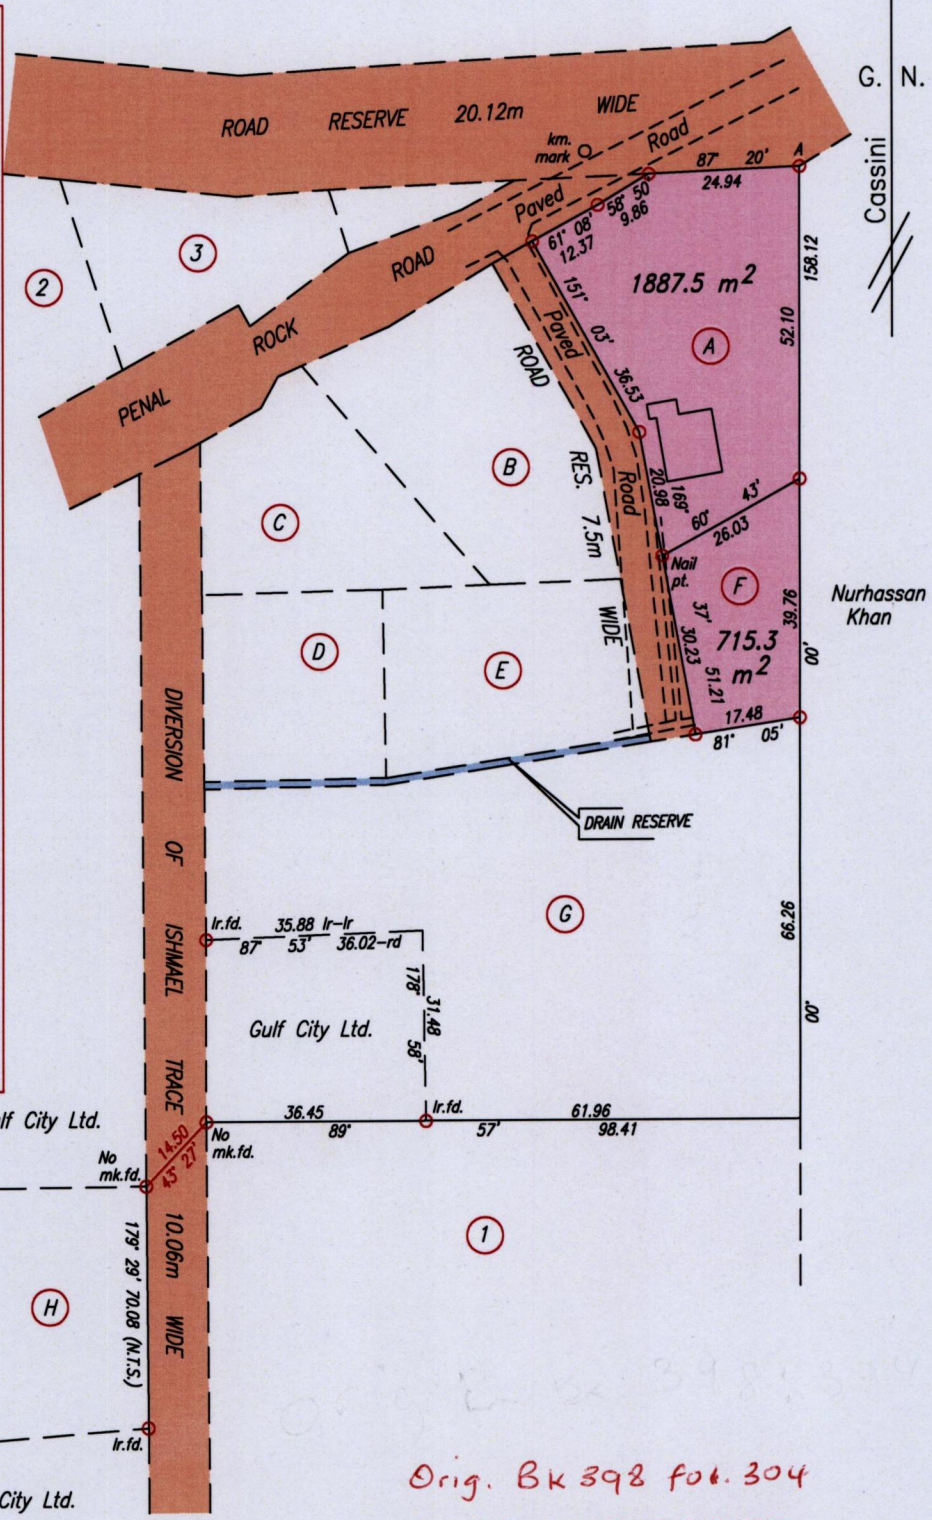 G. N.
Cassini
ROAD RESERVE 20.12m WIDE
km.
mark
Paved Road
87° 20'
24.94
A
58° 50'
9.86
61° 08'
12.37
3
2
ROAD
ROCK
PENAL
1887.5 m²
158.12
52.10
A
151° 03'
36.53
Paved
Road
ROAD
RES.
7.5m
WIDE
B
C
20.98
169°
37'
60° 43'
26.03
Nail
pt.
F
30.23
51.21
715.3
m²
39.76
00'
Nurhassan
Khan
D
E
17.48
81° 05'
DRAIN RESERVE
DIVERSION OF ISHMAEL TRACE 10.06m WIDE
G
66.26
00°
Ir.fd.
35.88 Ir-Ir
87° 53' 36.02-rd
178° 58'
31.48
Gulf City Ltd.
lf City Ltd.
36.45
89°
Ir.fd.
61.96
57'
98.41
No
mk.fd.
14.50
43° 27'
No
mk.fd.
1
179° 29' 70.08 (N.T.S.)
H
Ir.fd.
City Ltd.
Orig. Bk 398 fol. 304